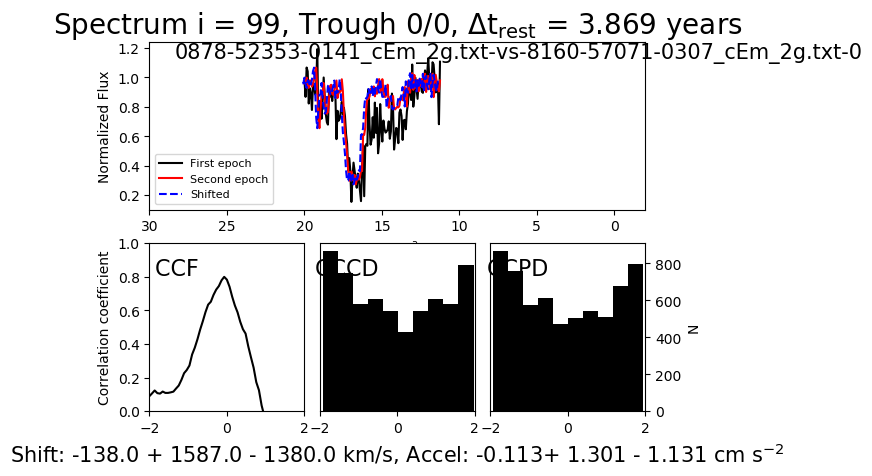 Spectrum i = 99, Trough 0/0, Δt_rest = 3.869 years
0878-52353-0141_cEm_2g.txt-vs-8160-57071-0307_cEm_2g.txt-0
Normalized Flux
1.2
1.0
0.8
0.6
0.4
0.2
First epoch
Second epoch
Shifted
30 25 20 15 10 5 0
Correlation coefficient
1.0
0.8
0.6
0.4
0.2
0.0
CCF
CCCD
CCPD
800
600
400
200
0
N
−2 0 2
−2 0 2
−2 0 2
Shift: -138.0 + 1587.0 - 1380.0 km/s, Accel: -0.113+ 1.301 - 1.131 cm s⁻²